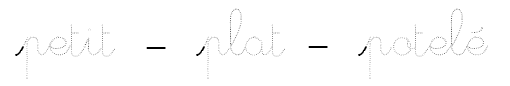 petit - plat - potelé